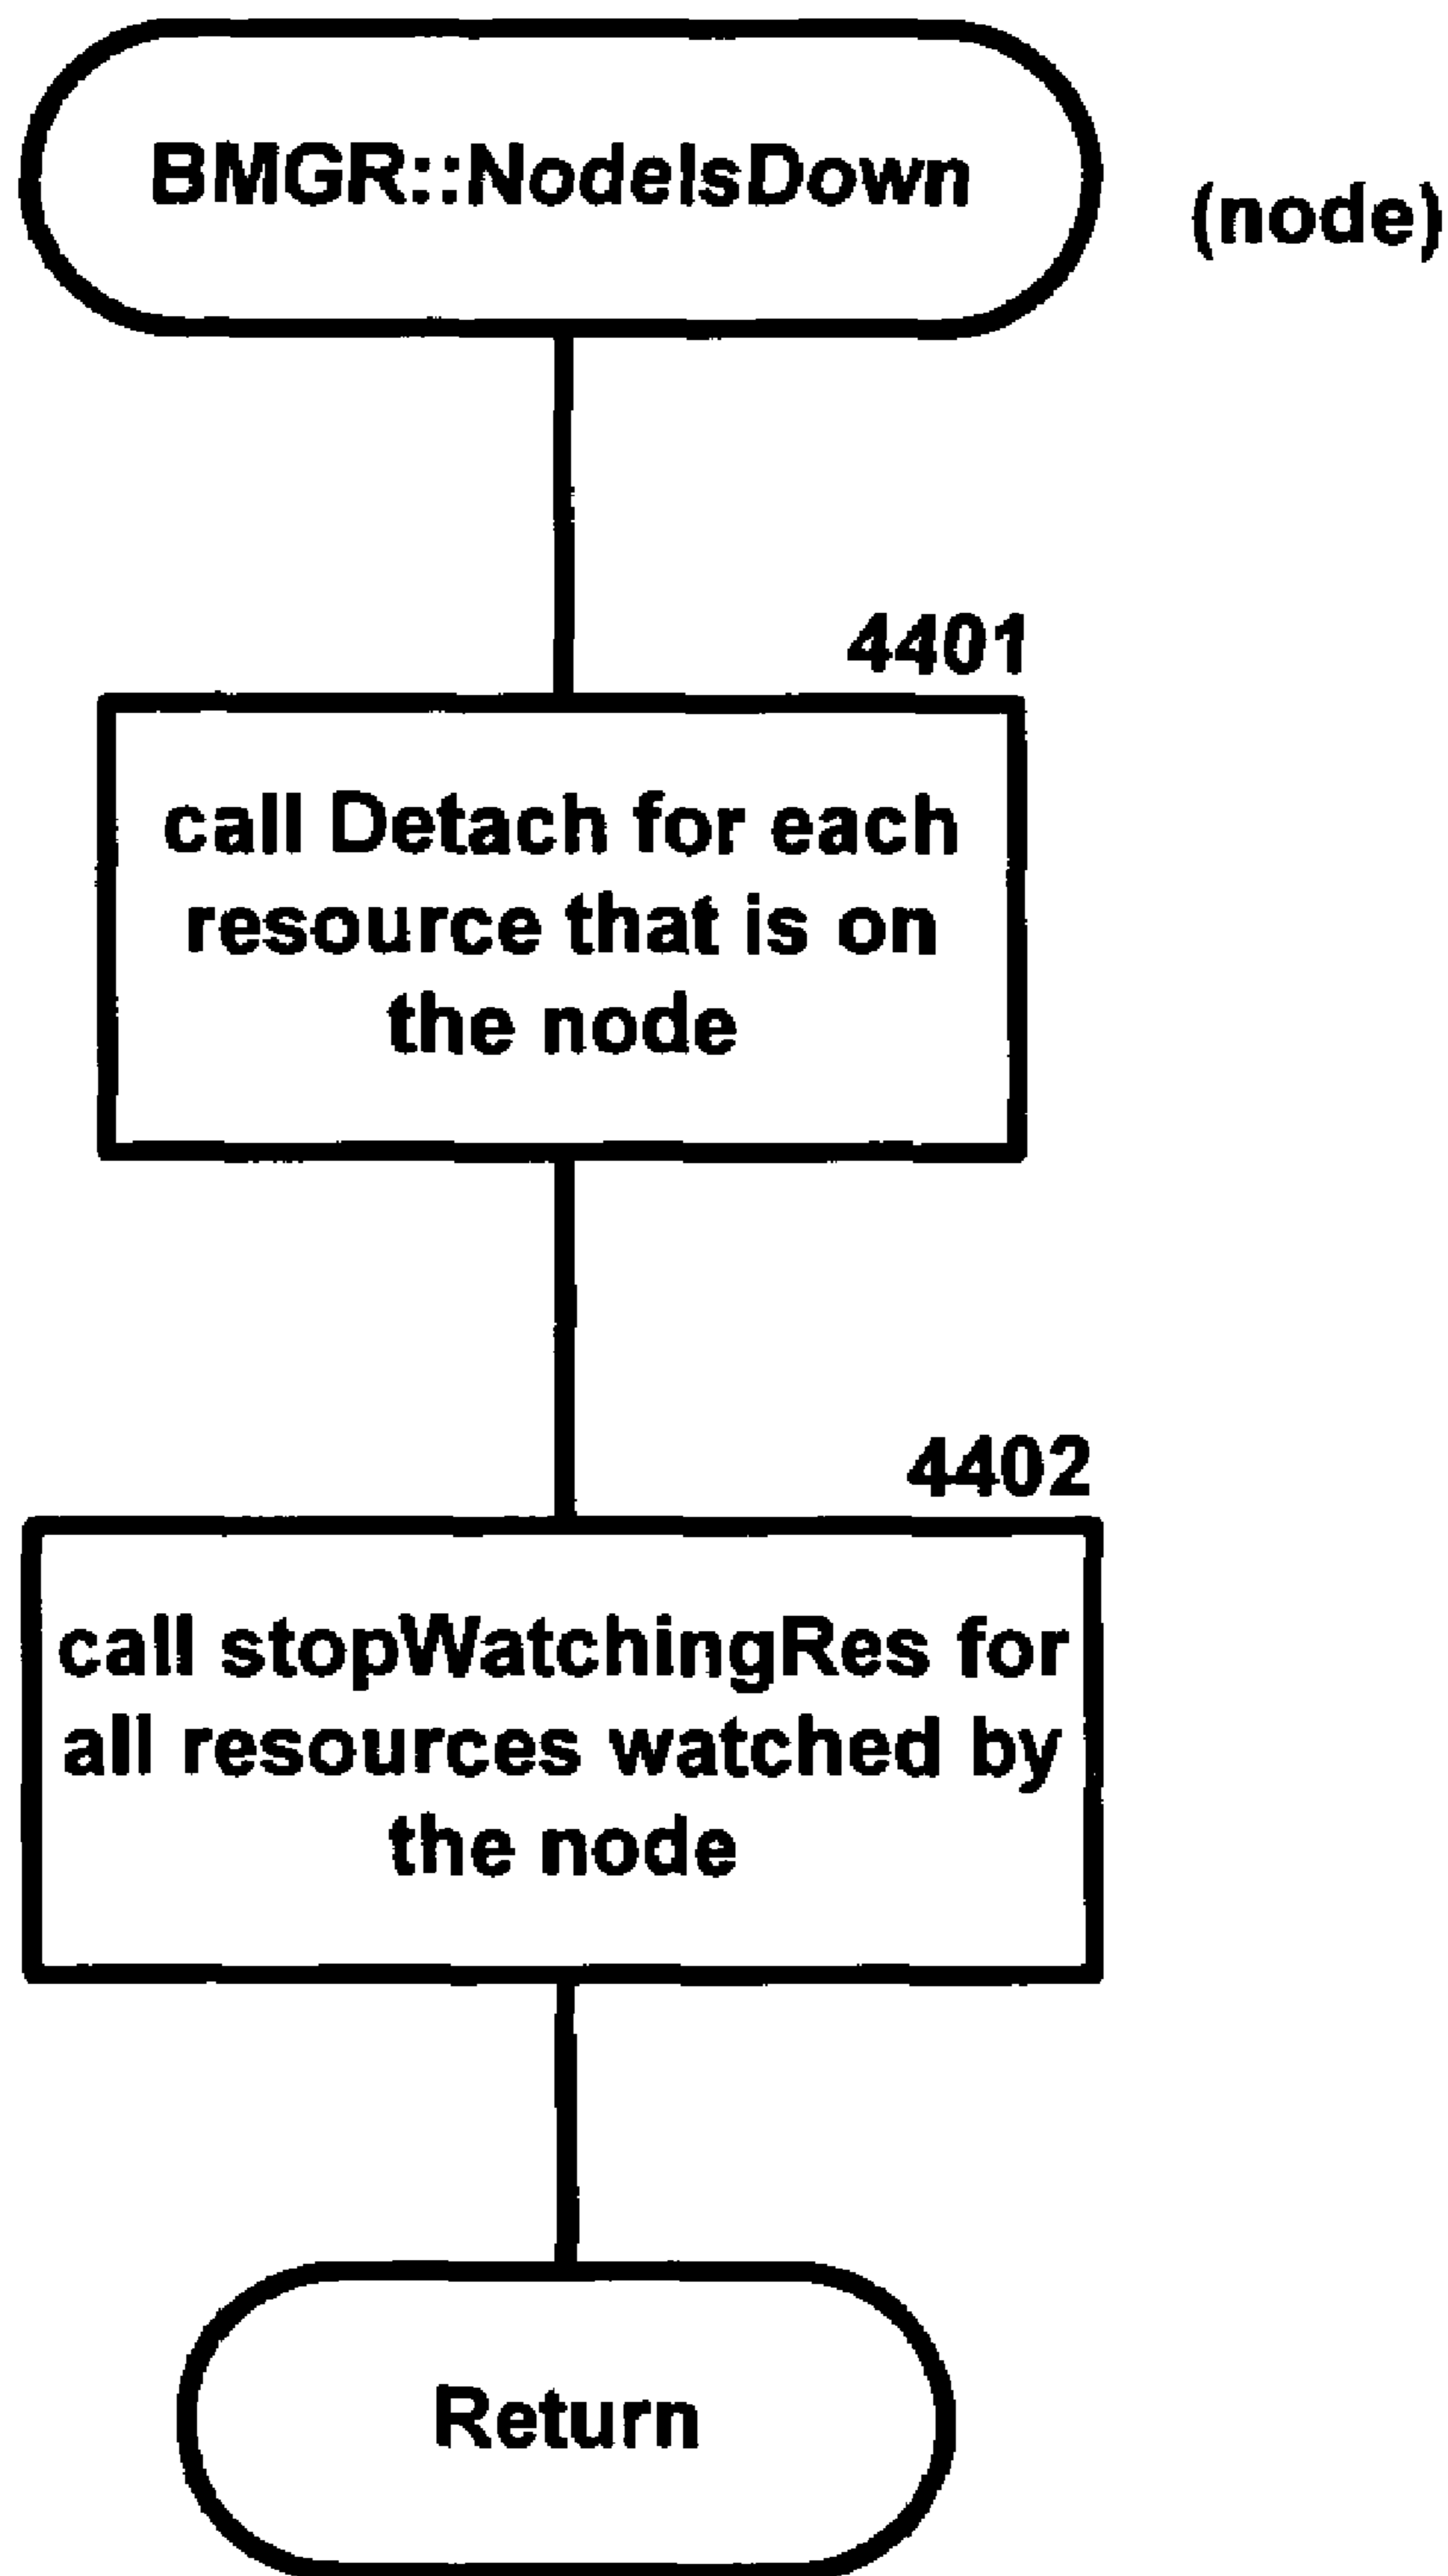 BMGR::NodeIsDown
(node)
4401
call Detach for each
resource that is on
the node
4402
call stopWatchingRes for
all resources watched by
the node
Return